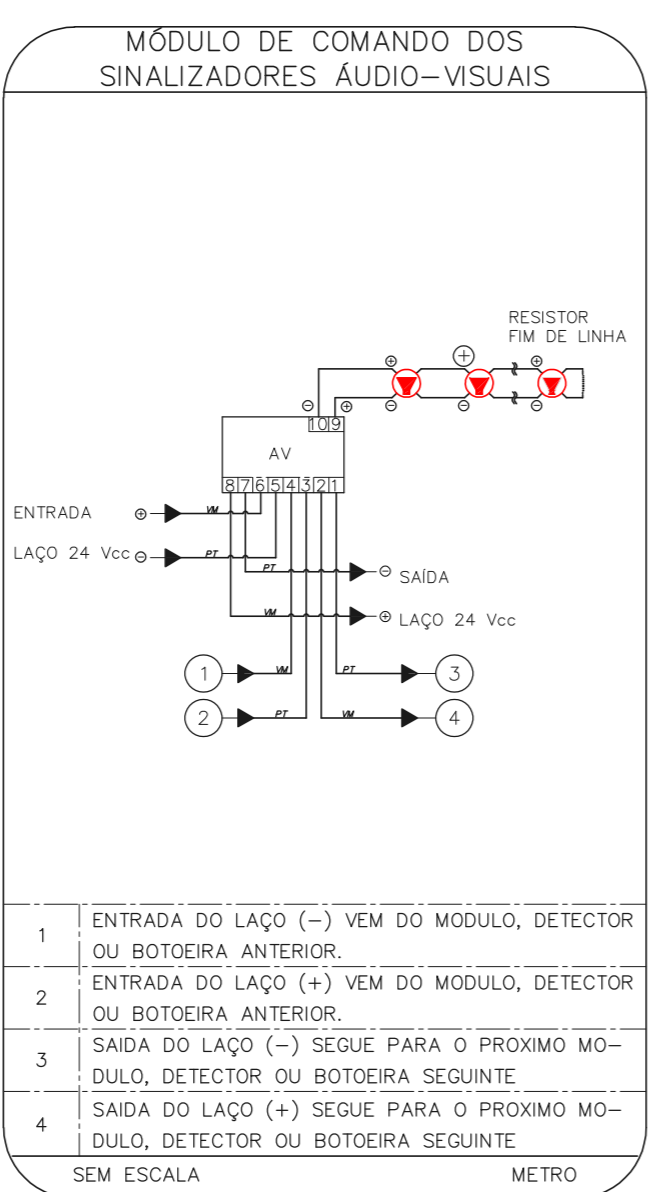 MÓDULO DE COMANDO DOS
SINALIZADORES ÁUDIO-VISUAIS
RESISTOR
FIM DE LINHA
⊕ ⊕ ⊕
⊖ ⊖ ⊖
⊖ ⊕
10 9
AV
8 7 6 5 4 3 2 1
ENTRADA ⊕ VM
LAÇO 24 Vcc ⊖ PT
PT ⊖ SAÍDA
VM ⊕ LAÇO 24 Vcc
1 VM PT 3
2 PT VM 4
1 ENTRADA DO LAÇO (-) VEM DO MODULO, DETECTOR
OU BOTOEIRA ANTERIOR.
2 ENTRADA DO LAÇO (+) VEM DO MODULO, DETECTOR
OU BOTOEIRA ANTERIOR.
3 SAIDA DO LAÇO (-) SEGUE PARA O PROXIMO MO-
DULO, DETECTOR OU BOTOEIRA SEGUINTE
4 SAIDA DO LAÇO (+) SEGUE PARA O PROXIMO MO-
DULO, DETECTOR OU BOTOEIRA SEGUINTE
SEM ESCALA METRO